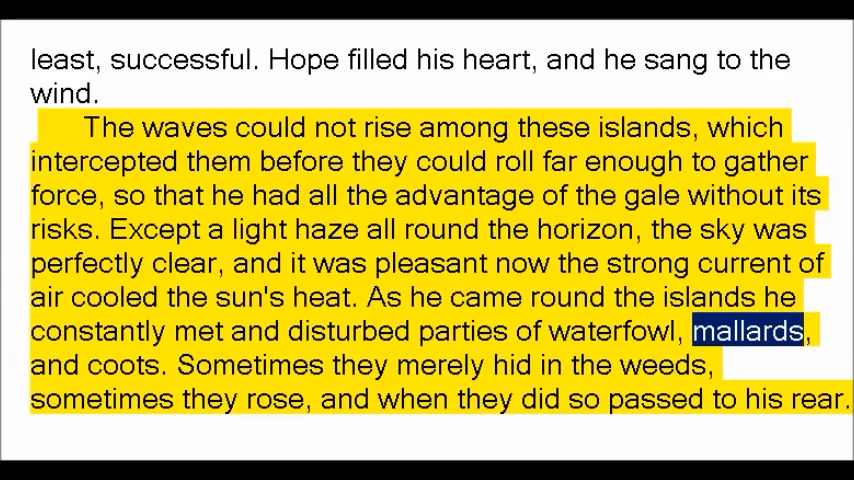 least, successful. Hope filled his heart, and he sang to the
wind.
The waves could not rise among these islands, which
intercepted them before they could roll far enough to gather
force, so that he had all the advantage of the gale without its
risks. Except a light haze all round the horizon, the sky was
perfectly clear, and it was pleasant now the strong current of
air cooled the sun's heat. As he came round the islands he
constantly met and disturbed parties of waterfowl, mallards,
and coots. Sometimes they merely hid in the weeds,
sometimes they rose, and when they did so passed to his rear.